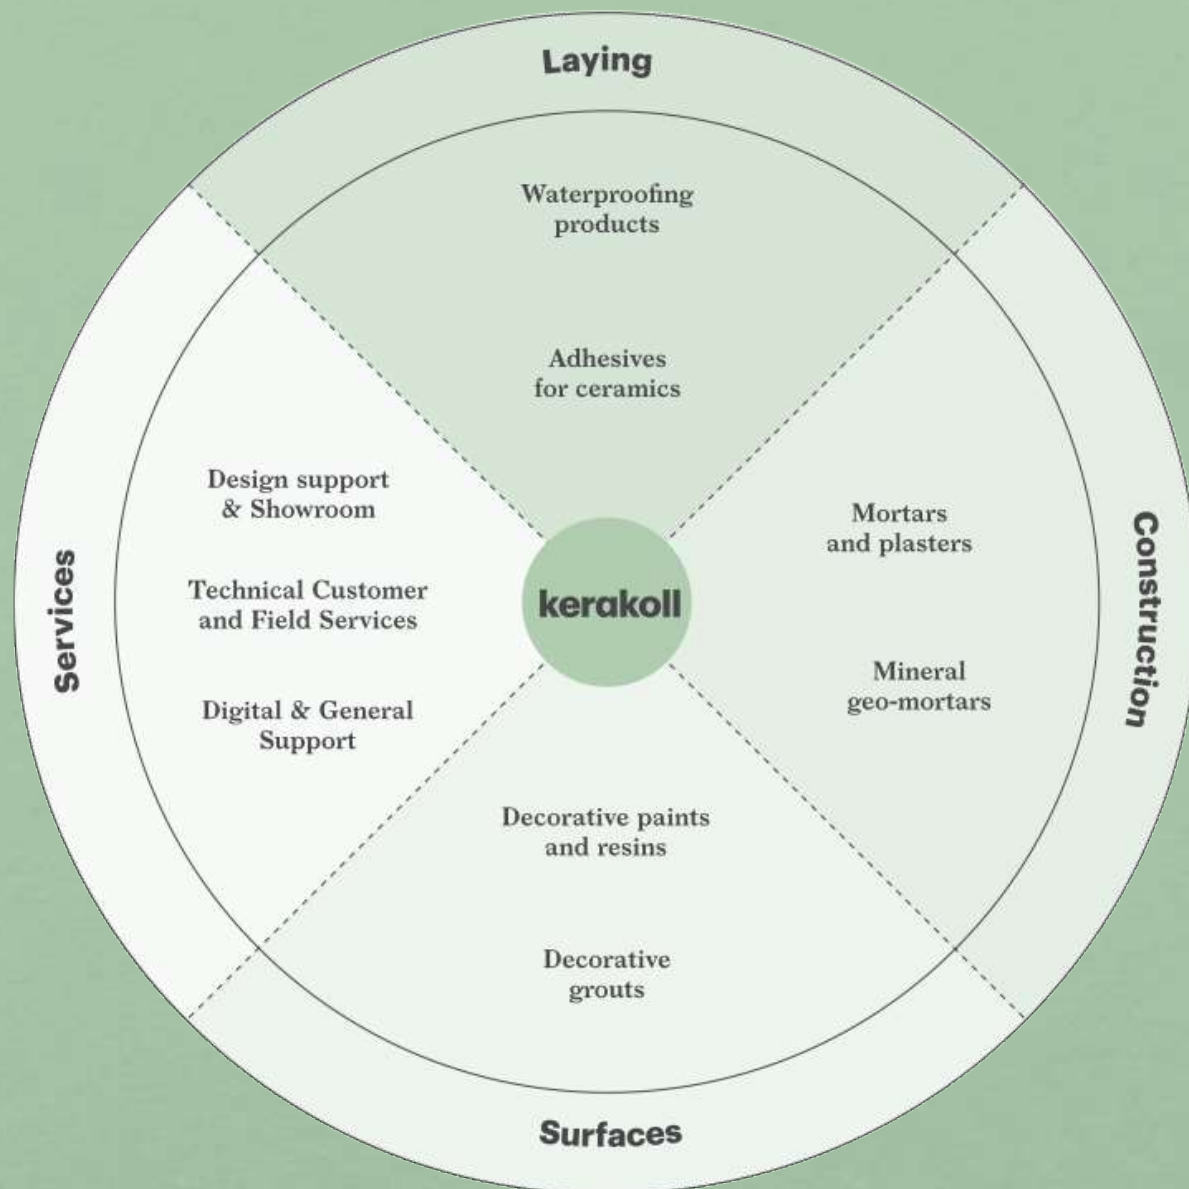 Laying
Waterproofing
products
Adhesives
for ceramics
Services
Design support
& Showroom
Technical Customer
and Field Services
Digital & General
Support
kerakoll
Mortars
and plasters
Mineral
geo-mortars
Construction
Decorative paints
and resins
Decorative
grouts
Surfaces